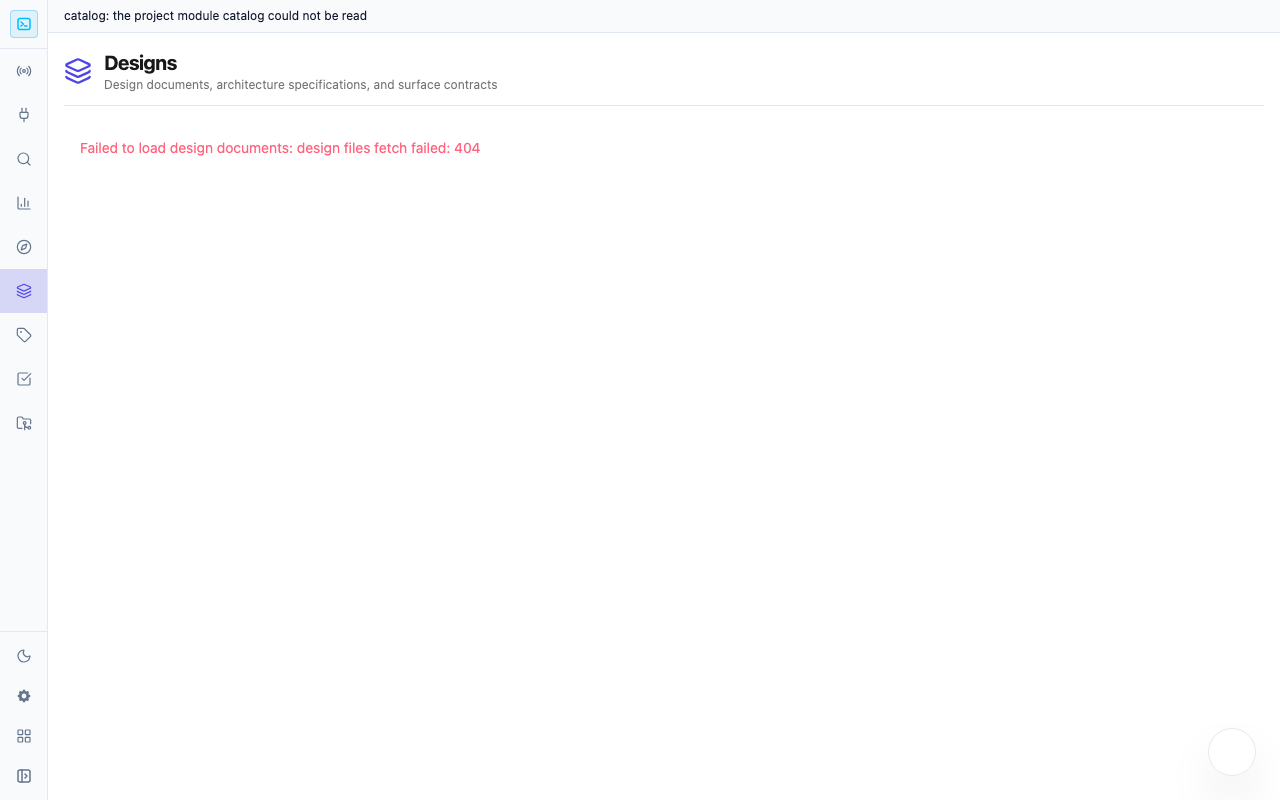 catalog: the project module catalog could not be read
Designs
Design documents, architecture specifications, and surface contracts
Failed to load design documents: design files fetch failed: 404